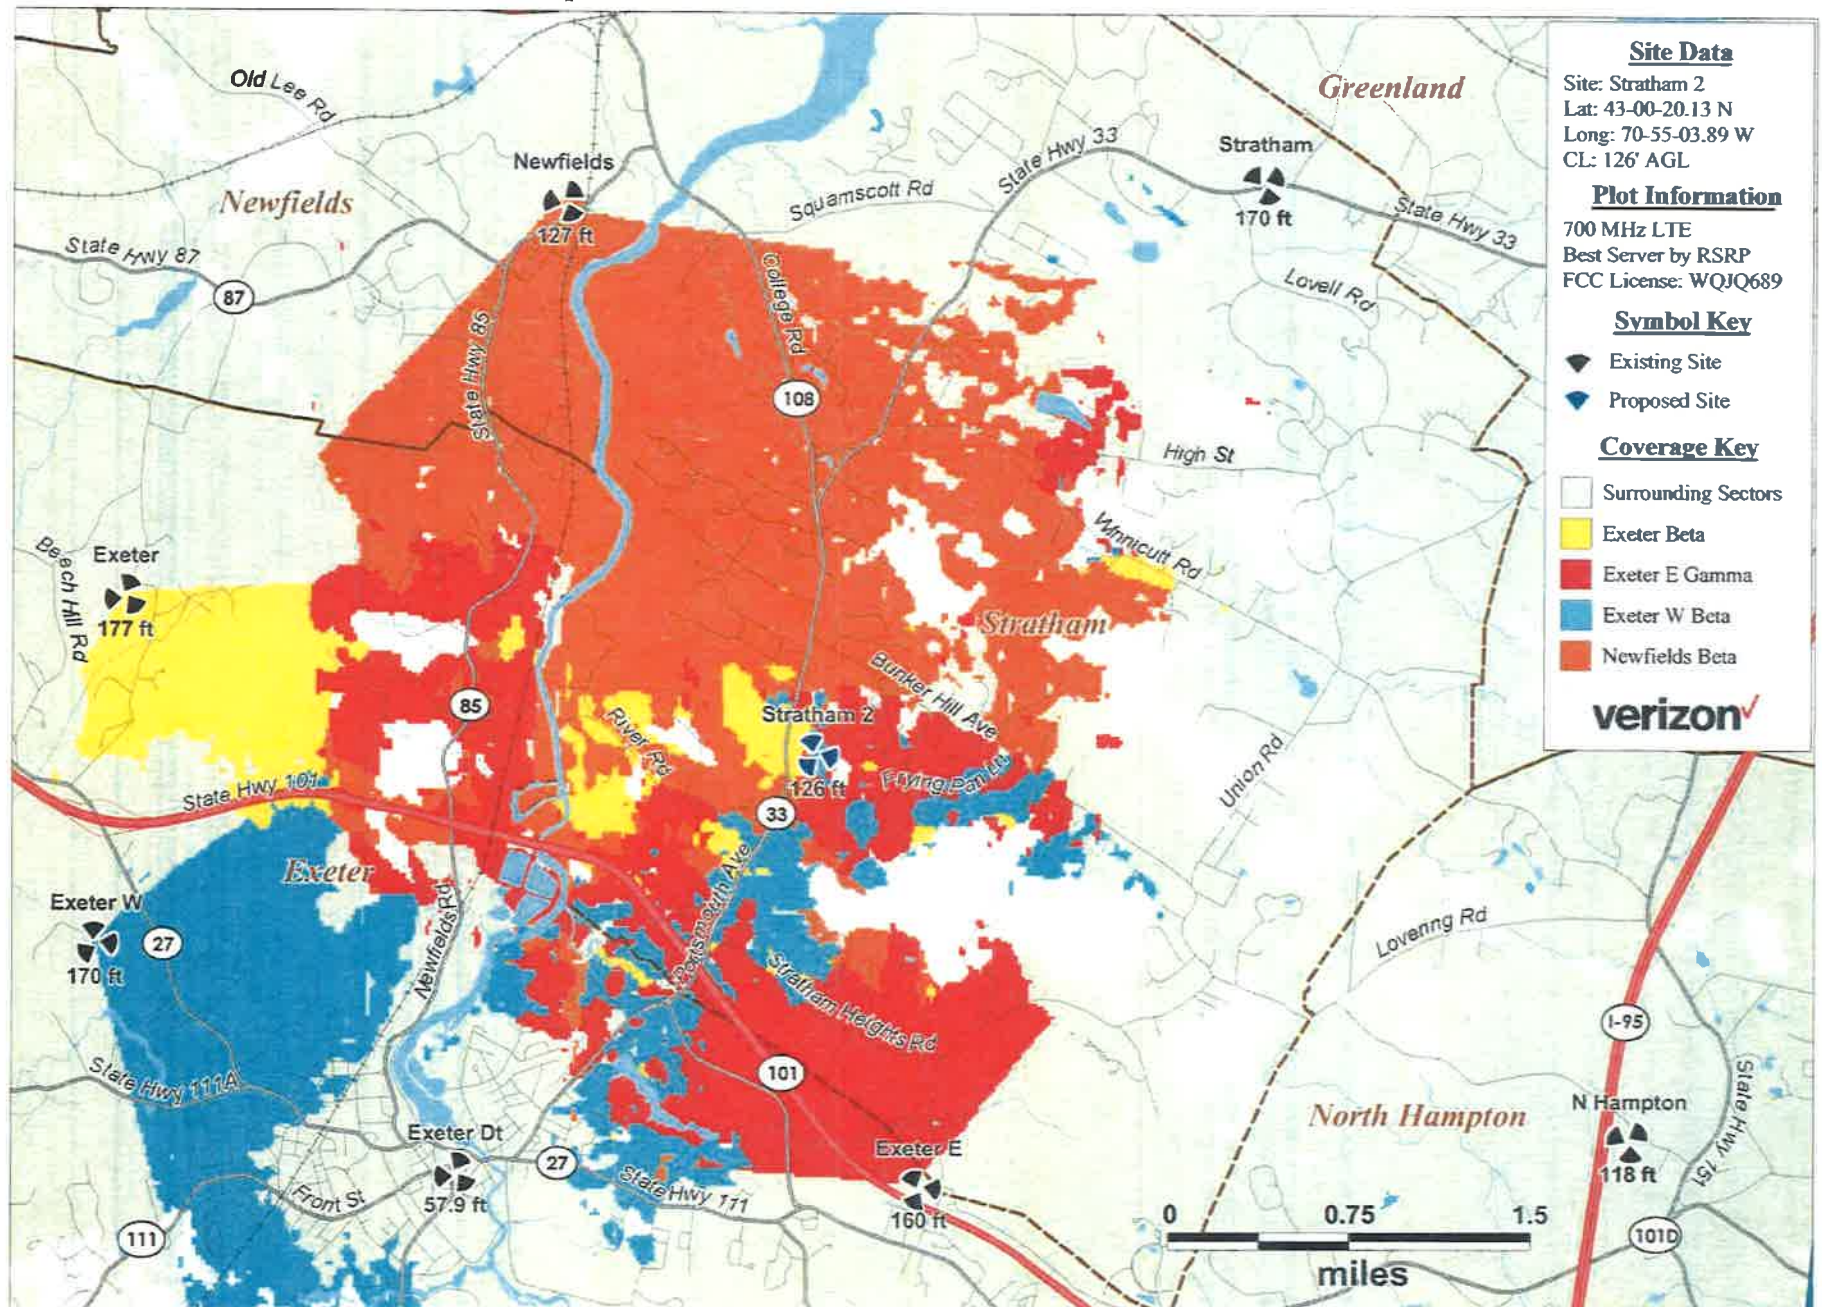 Site Data
Site: Stratham 2
Lat: 43-00-20.13 N
Long: 70-55-03.89 W
CL: 126' AGL
Plot Information
700 MHz LTE
Best Server by RSRP
FCC License: WQJQ689
Symbol Key
Existing Site
Proposed Site
Coverage Key
Surrounding Sectors
Exeter Beta
Exeter E Gamma
Exeter W Beta
Newfields Beta
verizon
Old Lee Rd
Greenland
Newfields
Newfields
127 ft
Squamscott Rd
State Hwy 33
Stratham
170 ft
State Hwy 33
State Hwy 87
87
Lovell Rd
College Rd
State Hwy 85
108
High St
Winnicutt Rd
Beech Hill Rd
Exeter
177 ft
Stratham
Bunker Hill Ave
85
River Rd
Stratham 2
126 ft
Frying Pan Ln
Union Rd
State Hwy 101
33
Exeter
Portsmouth Ave
Exeter W
170 ft
27
Newfields Rd
Lovering Rd
Stratham Heights Rd
I-95
State Hwy 111A
101
State Hwy 151
North Hampton
N Hampton
118 ft
Exeter Dt
57.9 ft
27
Exeter E
160 ft
Front St
State Hwy 111
111
101D
0 0.75 1.5
miles